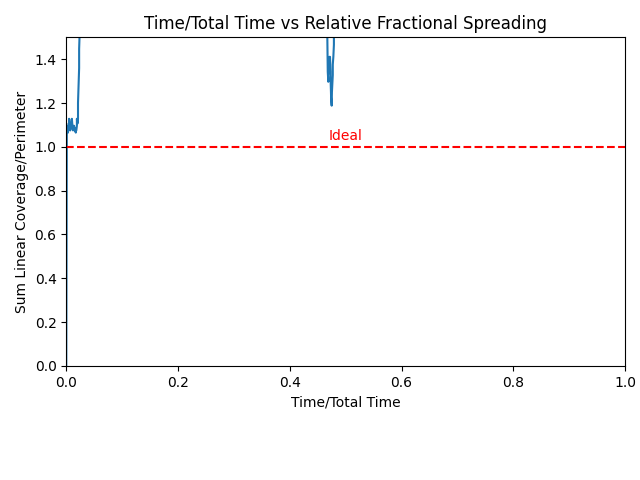 Time/Total Time vs Relative Fractional Spreading
Sum Linear Coverage/Perimeter
1.4
1.2
1.0
0.8
0.6
0.4
0.2
0.0
Ideal
0.0 0.2 0.4 0.6 0.8 1.0
Time/Total Time